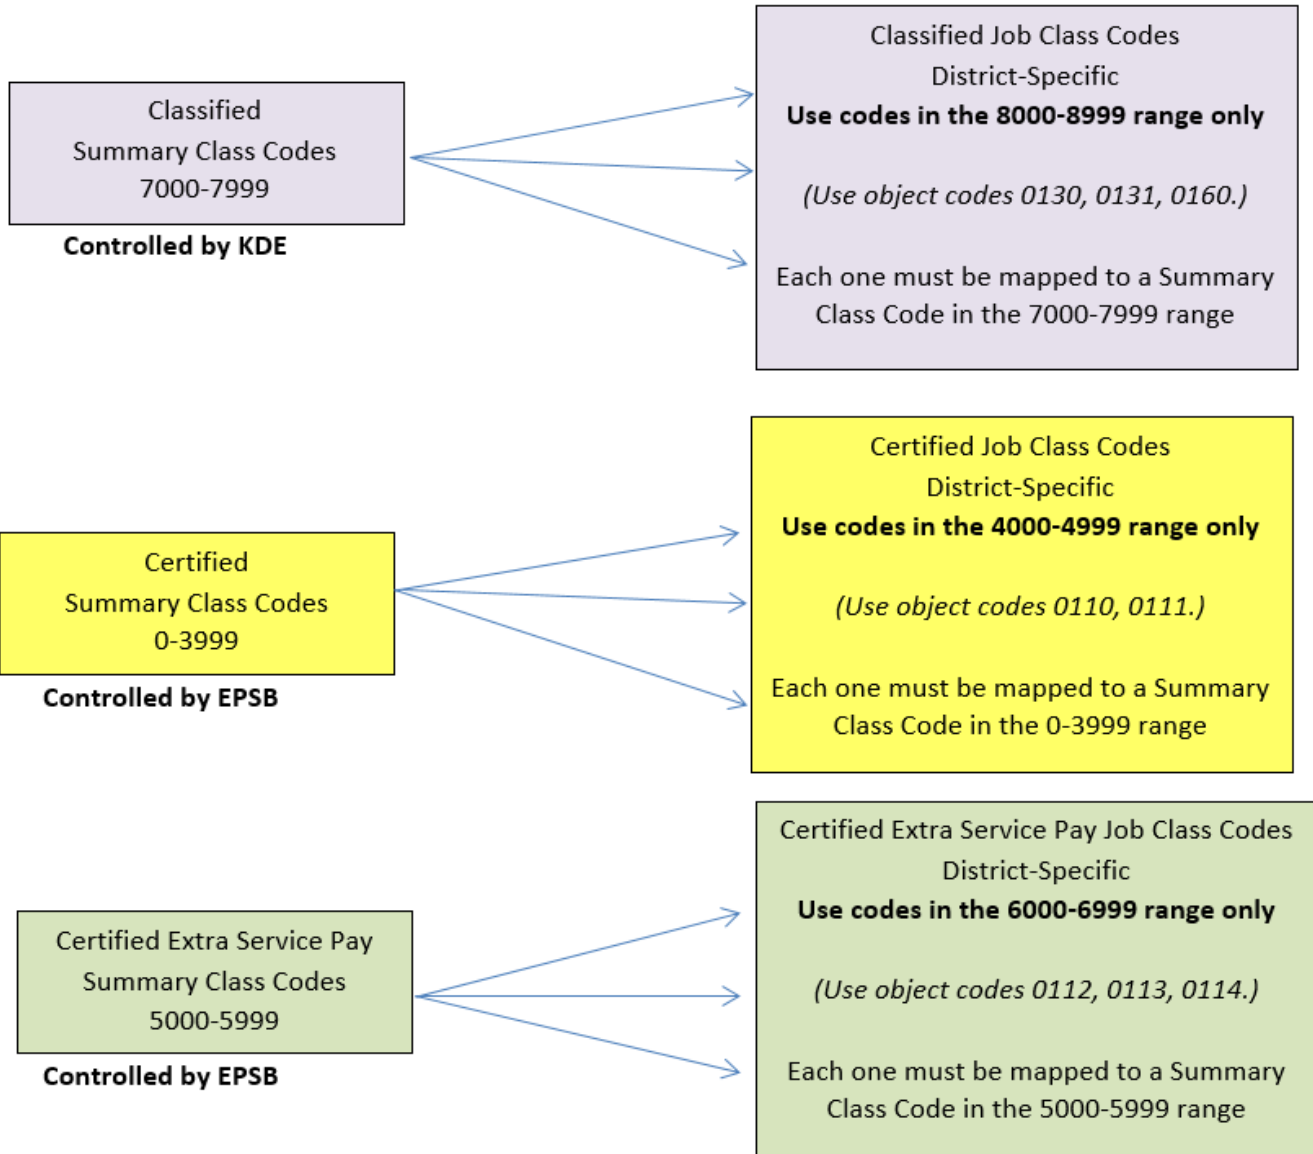 Classified
Summary Class Codes
7000-7999
Controlled by KDE
Classified Job Class Codes
District-Specific
Use codes in the 8000-8999 range only
(Use object codes 0130, 0131, 0160.)
Each one must be mapped to a Summary
Class Code in the 7000-7999 range
Certified
Summary Class Codes
0-3999
Controlled by EPSB
Certified Job Class Codes
District-Specific
Use codes in the 4000-4999 range only
(Use object codes 0110, 0111.)
Each one must be mapped to a Summary
Class Code in the 0-3999 range
Certified Extra Service Pay
Summary Class Codes
5000-5999
Controlled by EPSB
Certified Extra Service Pay Job Class Codes
District-Specific
Use codes in the 6000-6999 range only
(Use object codes 0112, 0113, 0114.)
Each one must be mapped to a Summary
Class Code in the 5000-5999 range